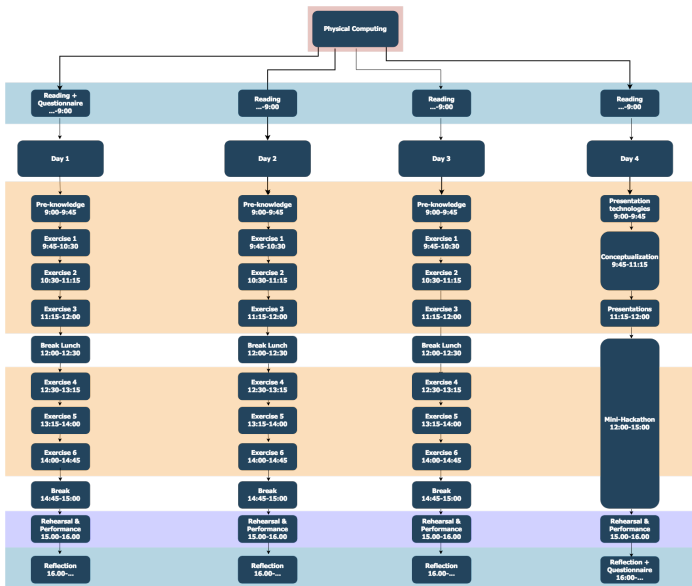 Physical Computing
Reading +
Questionnaire
...-9:00
Reading
...-9:00
Reading
...-9:00
Reading
...-9:00
Day 1
Day 2
Day 3
Day 4
Pre-knowledge
9:00-9:45
Pre-knowledge
9:00-9:45
Pre-knowledge
9:00-9:45
Presentation
technologies
9:00-9:45
Exercise 1
9:45-10:30
Exercise 1
9:45-10:30
Exercise 1
9:45-10:30
Conceptualization
9:45-11:15
Exercise 2
10:30-11:15
Exercise 2
10:30-11:15
Exercise 2
10:30-11:15
Exercise 3
11:15-12:00
Exercise 3
11:15-12:00
Exercise 3
11:15-12:00
Presentations
11:15-12:00
Break Lunch
12:00-12:30
Break Lunch
12:00-12:30
Break Lunch
12:00-12:30
Exercise 4
12:30-13:15
Exercise 4
12:30-13:15
Exercise 4
12:30-13:15
Exercise 5
13:15-14:00
Exercise 5
13:15-14:00
Exercise 5
13:15-14:00
Mini-Hackathon
12:00-15:00
Exercise 6
14:00-14:45
Exercise 6
14:00-14:45
Exercise 6
14:00-14:45
Break
14:45-15:00
Break
14:45-15:00
Break
14:45-15:00
Rehearsal &
Performance
15.00-16.00
Rehearsal &
Performance
15.00-16.00
Rehearsal &
Performance
15.00-16.00
Rehearsal &
Performance
15.00-16.00
Reflection
16.00-...
Reflection
16.00-...
Reflection
16.00-...
Reflection +
Questionnaire
16:00-...